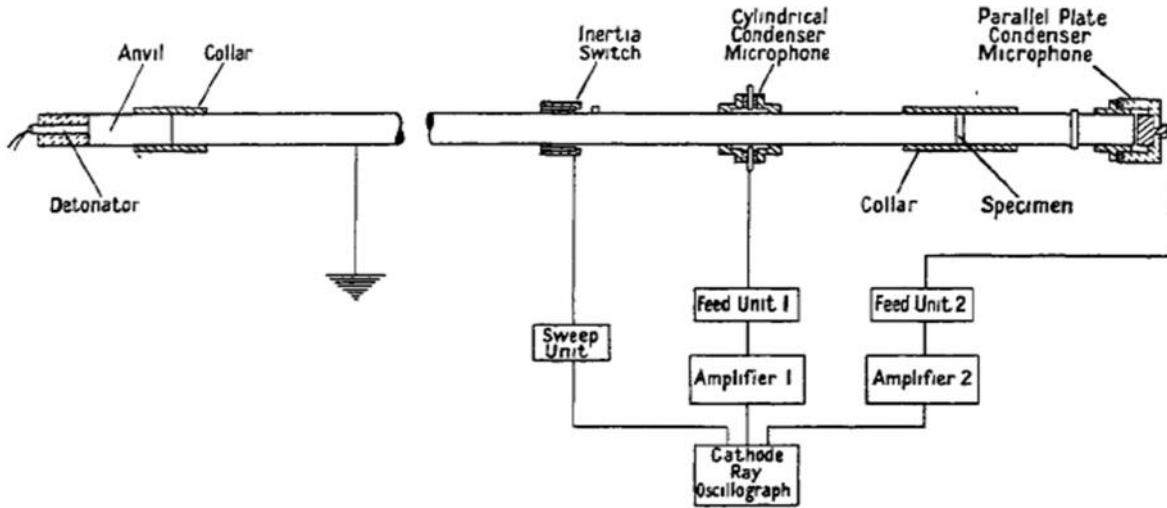 Anvil
Collar
Inertia
Switch
Cylindrical
Condenser
Microphone
Parallel Plate
Condenser
Microphone
Detonator
Collar
Specimen
Feed Unit 1
Feed Unit 2
Sweep
Unit
Amplifier 1
Amplifier 2
Cathode
Ray
Oscillograph